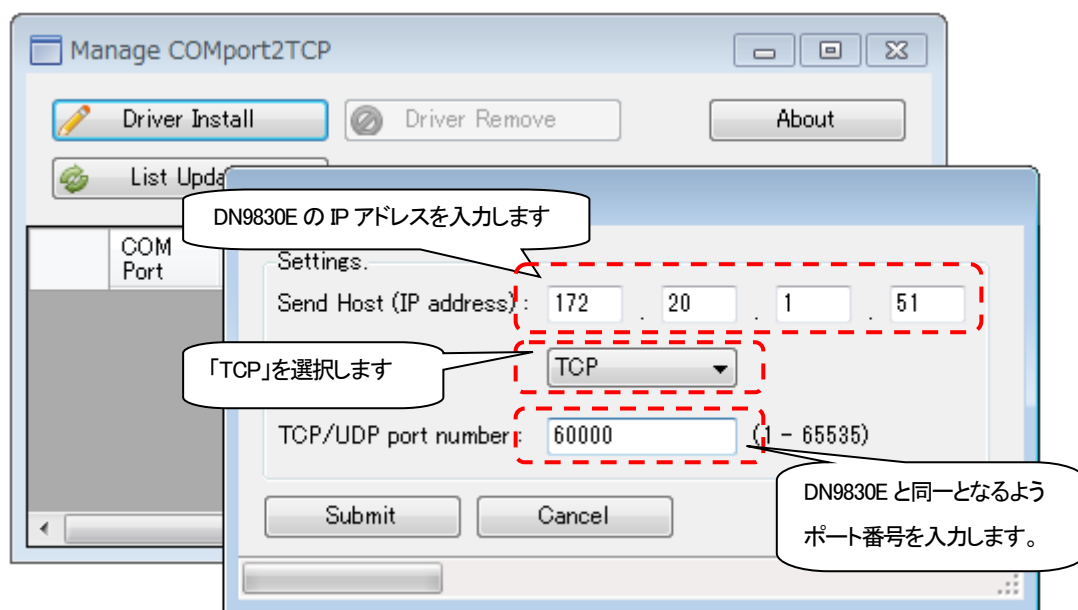 Manage COMport2TCP
Driver Install
Driver Remove
About
List Upda
DN9830E の IP アドレスを入力します
COM
Port
Settings.
Send Host (IP address) : 172 . 20 . 1 . 51
「TCP」を選択します
TCP
TCP/UDP port number : 60000 (1 - 65535)
DN9830E と同一となるよう
ポート番号を入力します。
Submit
Cancel